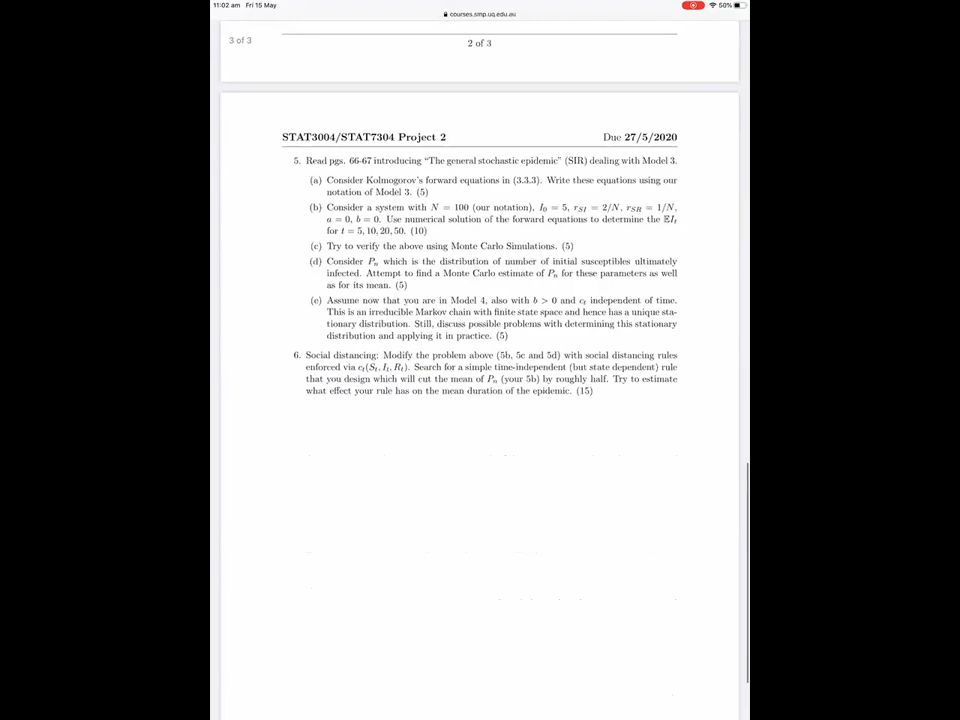 11:02 am Fri 15 May
50%
courses.smp.uq.edu.au
3 of 3
2 of 3
STAT3004/STAT7304 Project 2 Due 27/5/2020
5. Read pgs. 66-67 introducing “The general stochastic epidemic” (SIR) dealing with Model 3.
(a) Consider Kolmogorov’s forward equations in (3.3.3). Write these equations using our
notation of Model 3. (5)
(b) Consider a system with N = 100 (our notation), I₀ = 5, r_SI = 2/N, r_SR = 1/N,
a = 0, b = 0. Use numerical solution of the forward equations to determine the 𝔼I_t
for t = 5, 10, 20, 50. (10)
(c) Try to verify the above using Monte Carlo Simulations. (5)
(d) Consider P_n which is the distribution of number of initial susceptibles ultimately
infected. Attempt to find a Monte Carlo estimate of P_n for these parameters as well
as for its mean. (5)
(e) Assume now that you are in Model 4, also with b > 0 and c_t independent of time.
This is an irreducible Markov chain with finite state space and hence has a unique sta-
tionary distribution. Still, discuss possible problems with determining this stationary
distribution and applying it in practice. (5)
6. Social distancing: Modify the problem above (5b, 5c and 5d) with social distancing rules
enforced via c_t(S_t, I_t, R_t). Search for a simple time-independent (but state dependent) rule
that you design which will cut the mean of P_n (your 5b) by roughly half. Try to estimate
what effect your rule has on the mean duration of the epidemic. (15)